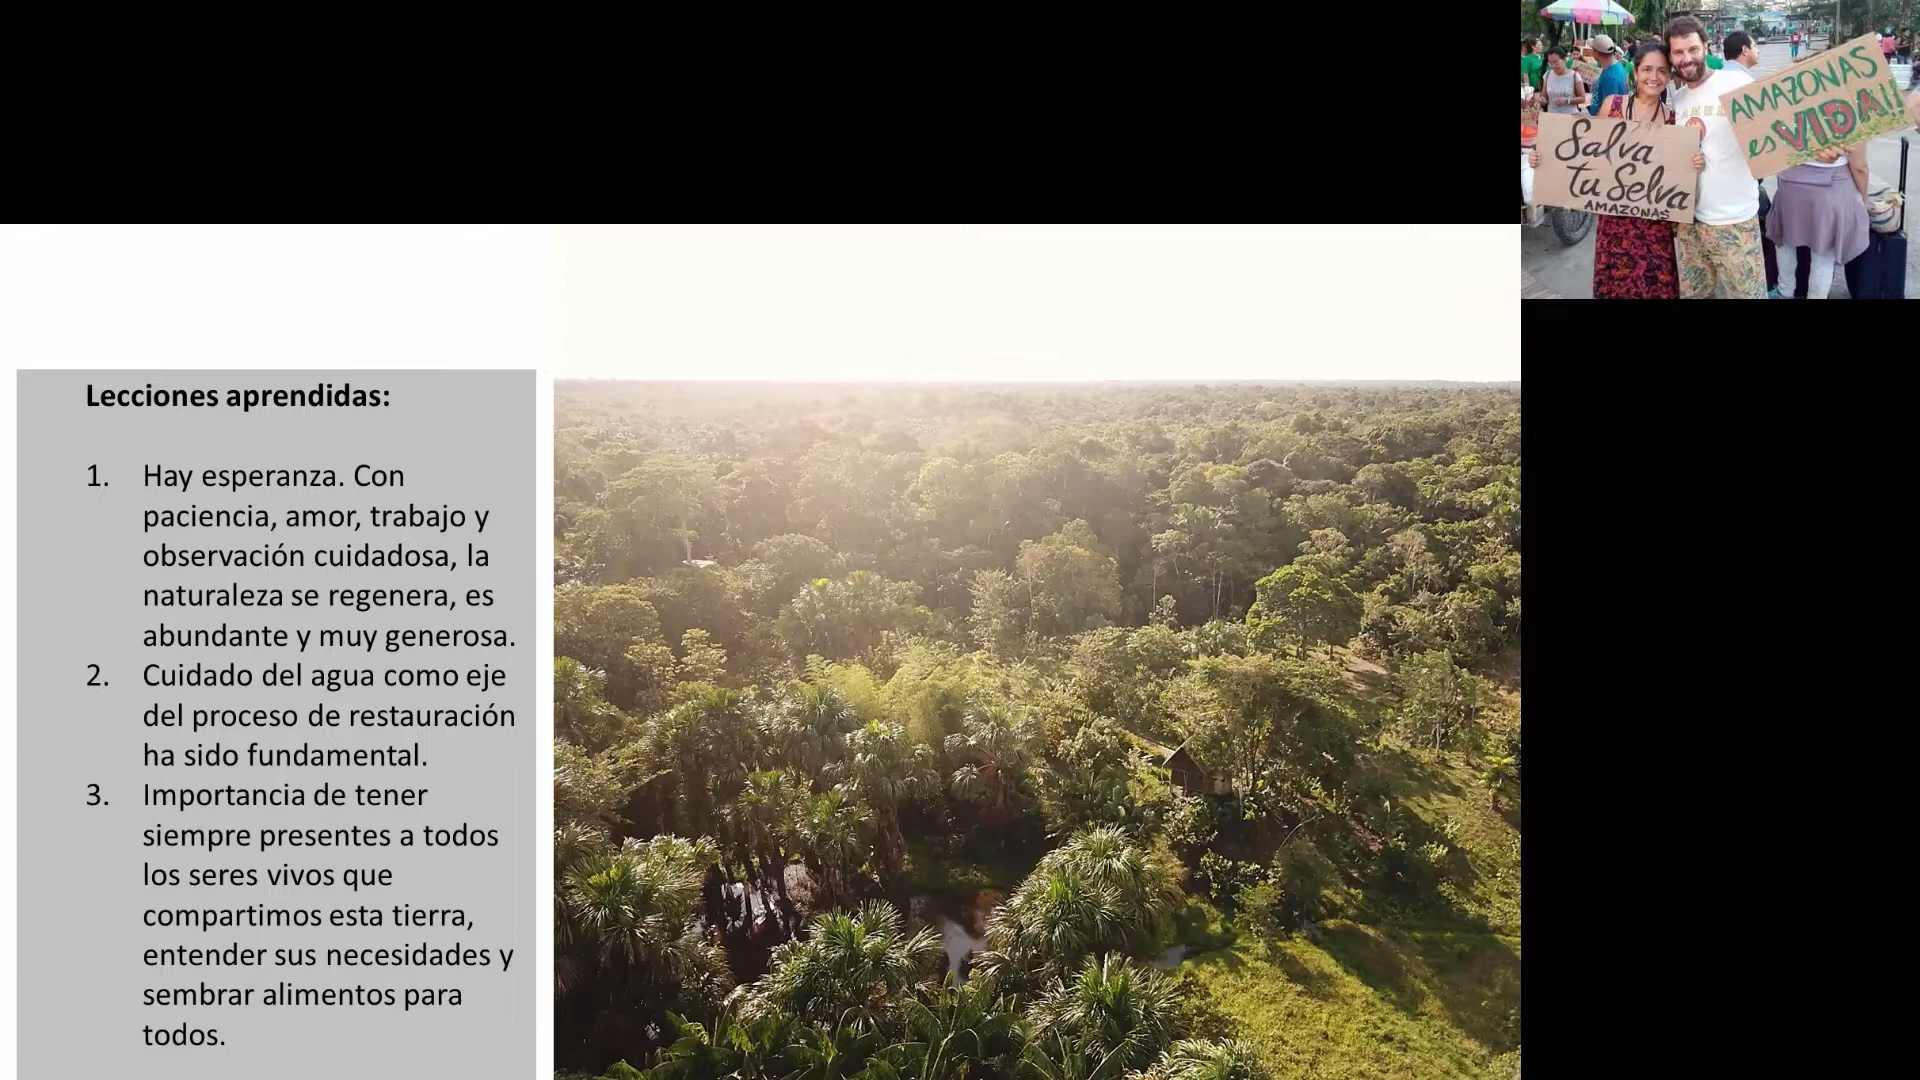 Lecciones aprendidas:
1. Hay esperanza. Con
paciencia, amor, trabajo y
observación cuidadosa, la
naturaleza se regenera, es
abundante y muy generosa.
2. Cuidado del agua como eje
del proceso de restauración
ha sido fundamental.
3. Importancia de tener
siempre presentes a todos
los seres vivos que
compartimos esta tierra,
entender sus necesidades y
sembrar alimentos para
todos.
Salva
tu Selva
AMAZONAS
AMAZONAS
es VIDA!!